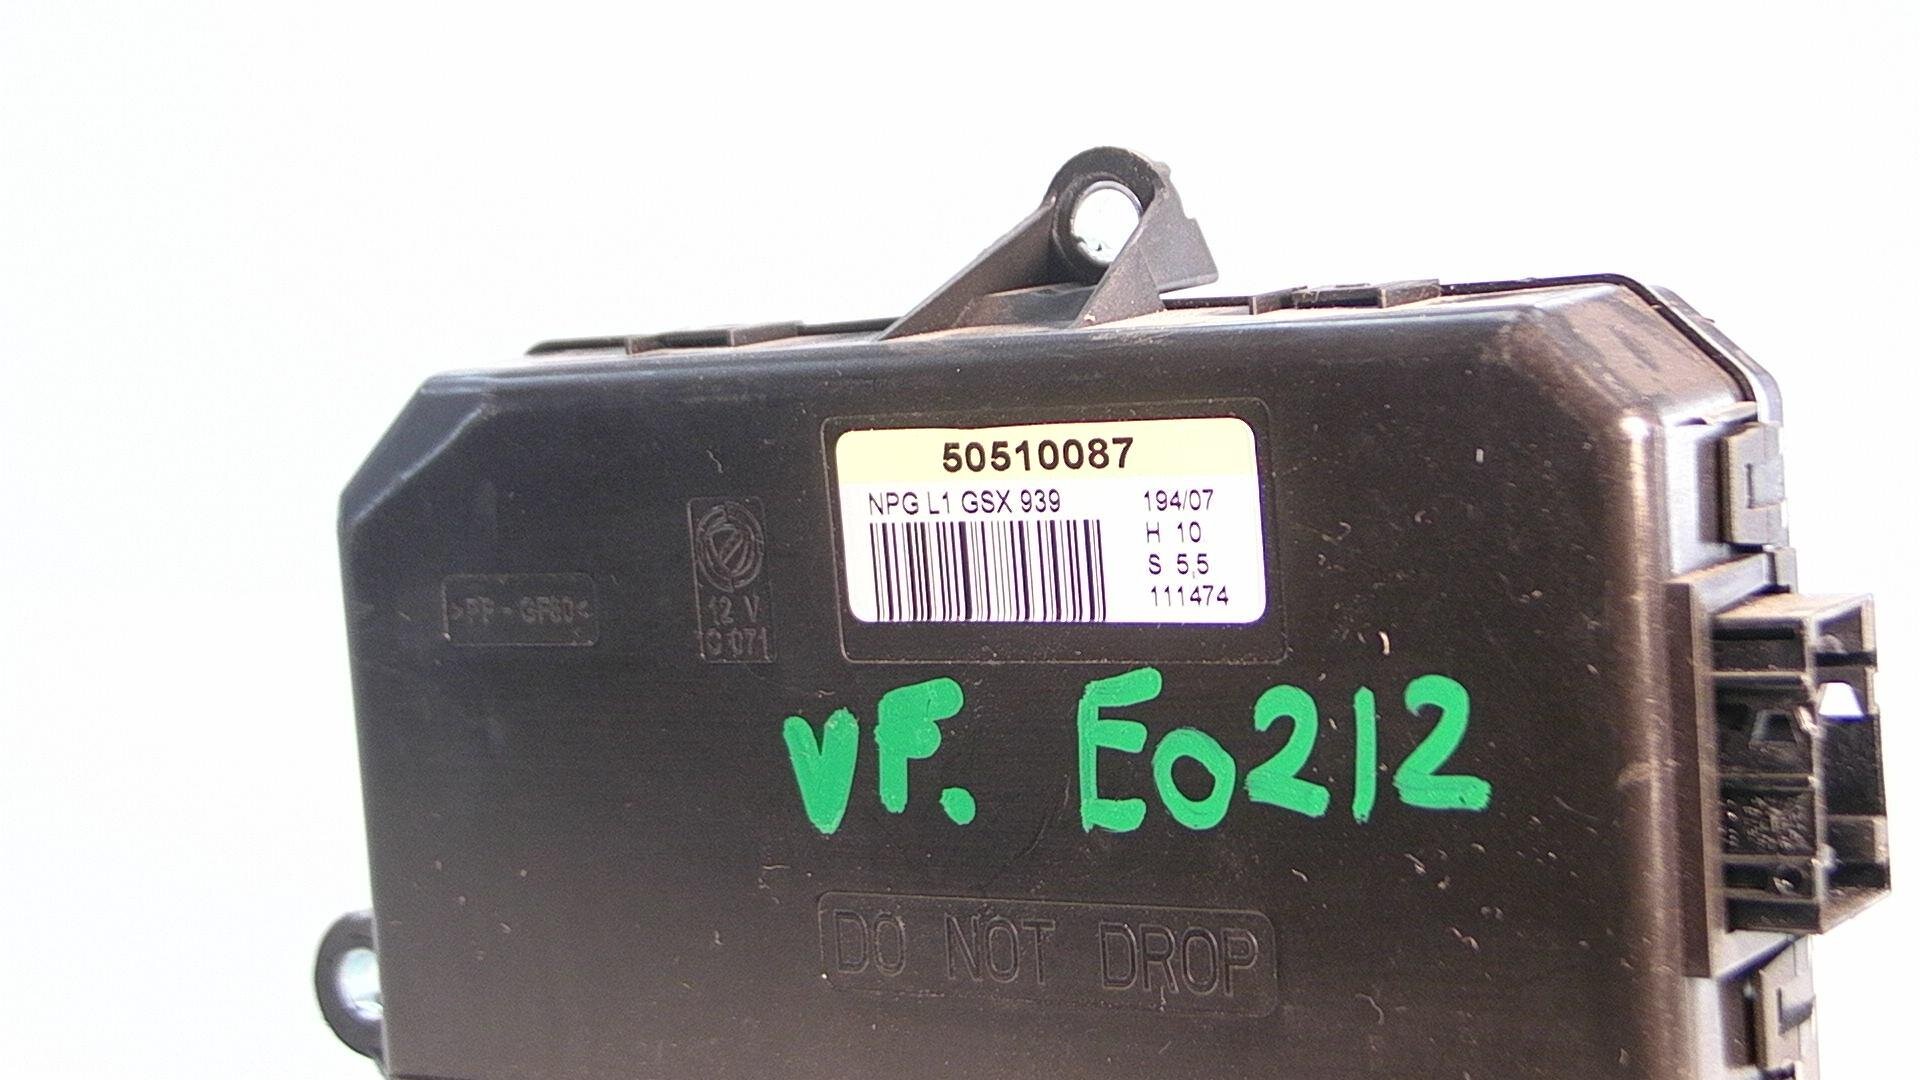 50510087
NPG L1 GSX 939 194/07
H 10
S 5,5
111474
>PP - GF30<
12 V
C 071
VF. E0212
DO NOT DROP